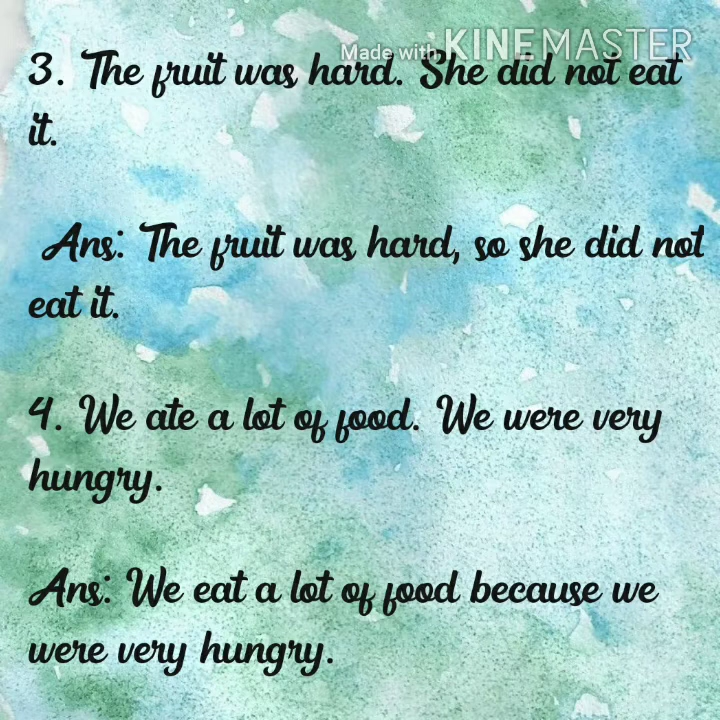 Made with KINEMASTER
3. The fruit was hard. She did not eat
it.
Ans: The fruit was hard, so she did not
eat it.
4. We ate a lot of food. We were very
hungry.
Ans: We eat a lot of food because we
were very hungry.